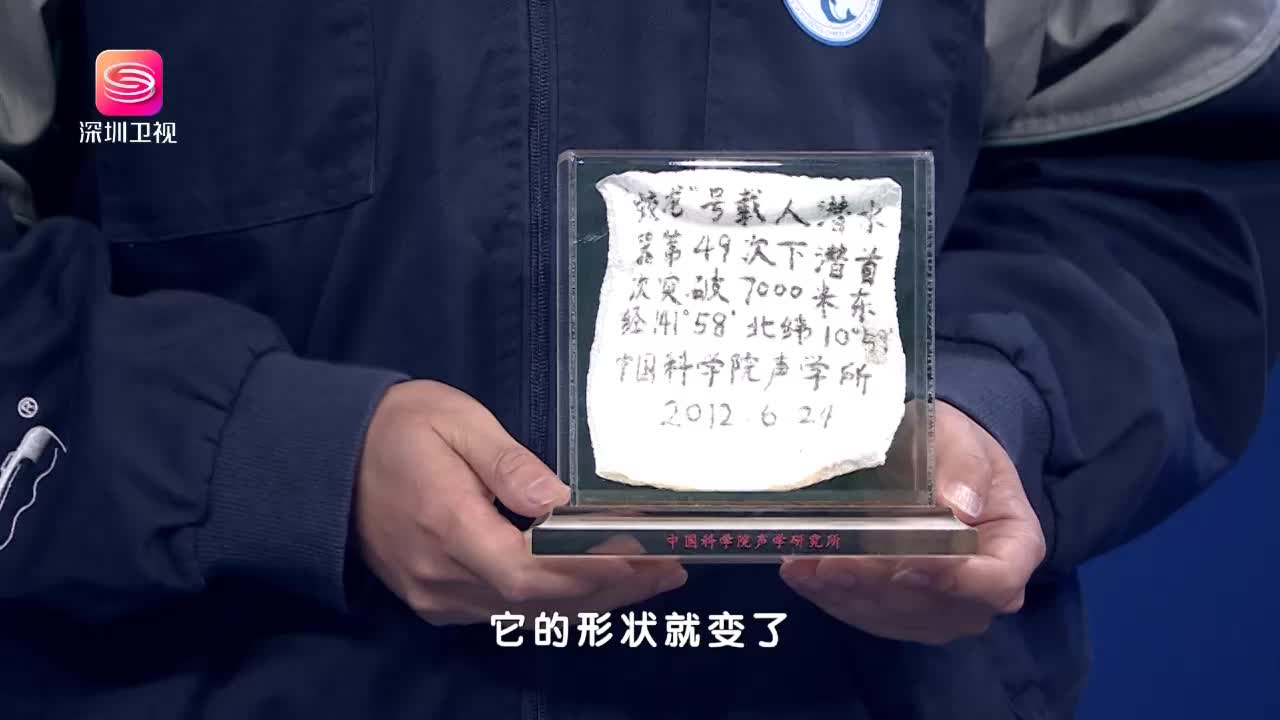 深圳卫视
蛟龙"号载人潜水
器第49次下潜首
次突破7000米东
经141°58'北纬10°59'
中国科学院声学所
2012.6.24
中国科学院声学研究所
它的形状就变了
®